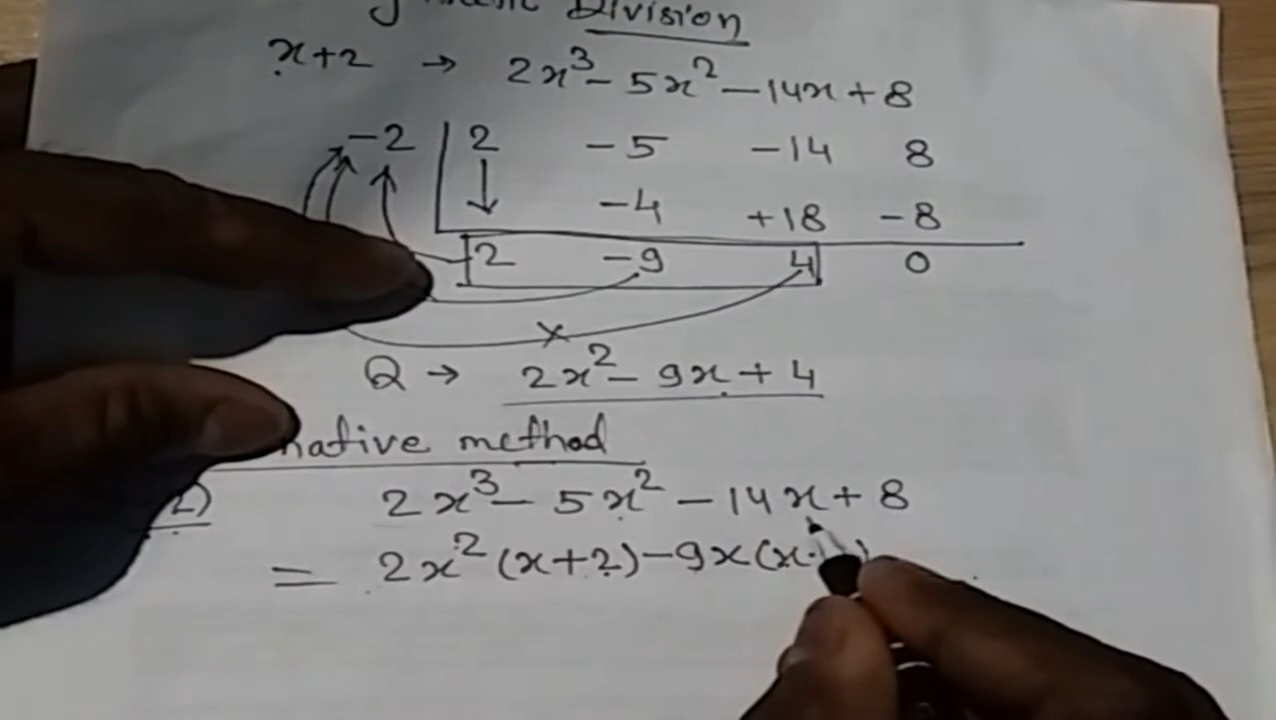 Division
x+2 → 2x³ - 5x² - 14x + 8
-2 | 2 -5 -14 8
-4 +18 -8
2 -9 4 0
Q → 2x² - 9x + 4
method
2x³ - 5x² - 14x + 8
= 2x² (x+2) - 9x (x